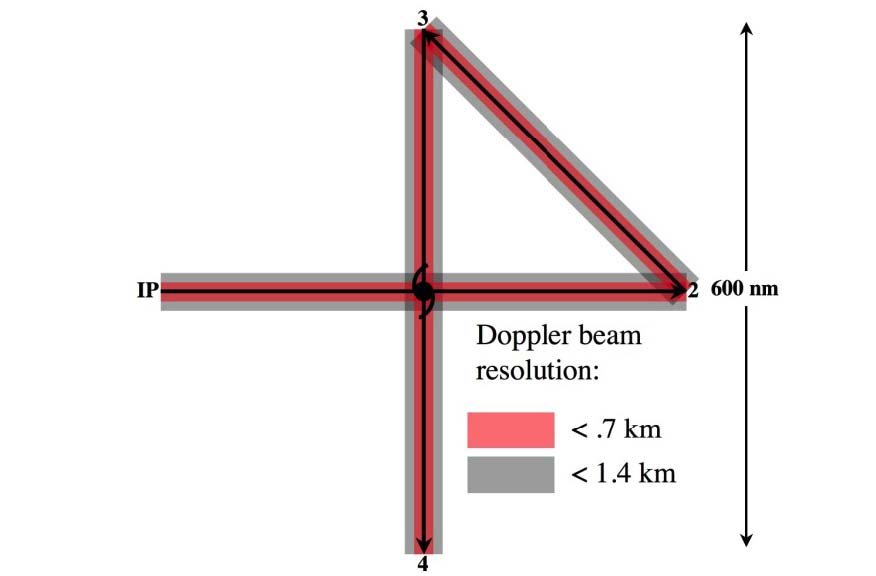 3
IP
2
600 nm
Doppler beam
resolution:
< .7 km
< 1.4 km
4